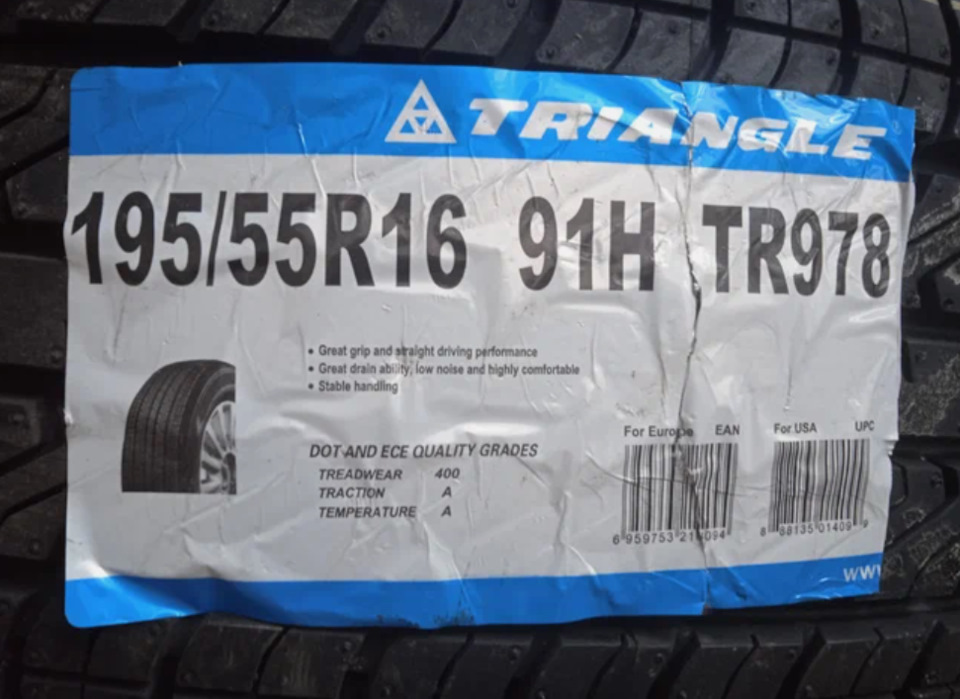 TRIANGLE
195/55R16 91H TR978
• Great grip and straight driving performance
• Great drain ability, low noise and highly comfortable
• Stable handling
For Europe EAN For USA UPC
DOT AND ECE QUALITY GRADES
TREADWEAR 400
TRACTION A
TEMPERATURE A